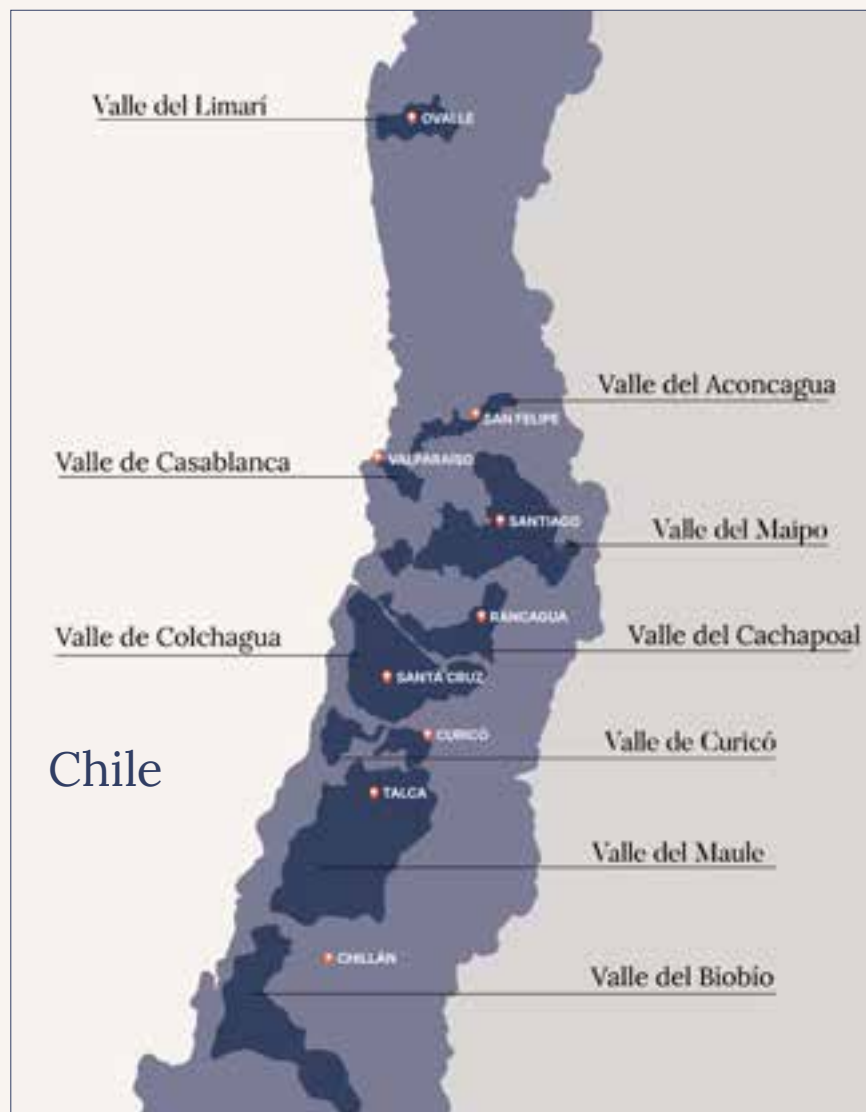 Valle del Limarí
OVALLE
Valle del Aconcagua
SAN FELIPE
VALPARAÍSO
Valle de Casablanca
SANTIAGO
Valle del Maipo
RANCAGUA
Valle de Colchagua
Valle del Cachapoal
SANTA CRUZ
CURICÓ
Valle de Curicó
Chile
TALCA
Valle del Maule
CHILLÁN
Valle del Biobío